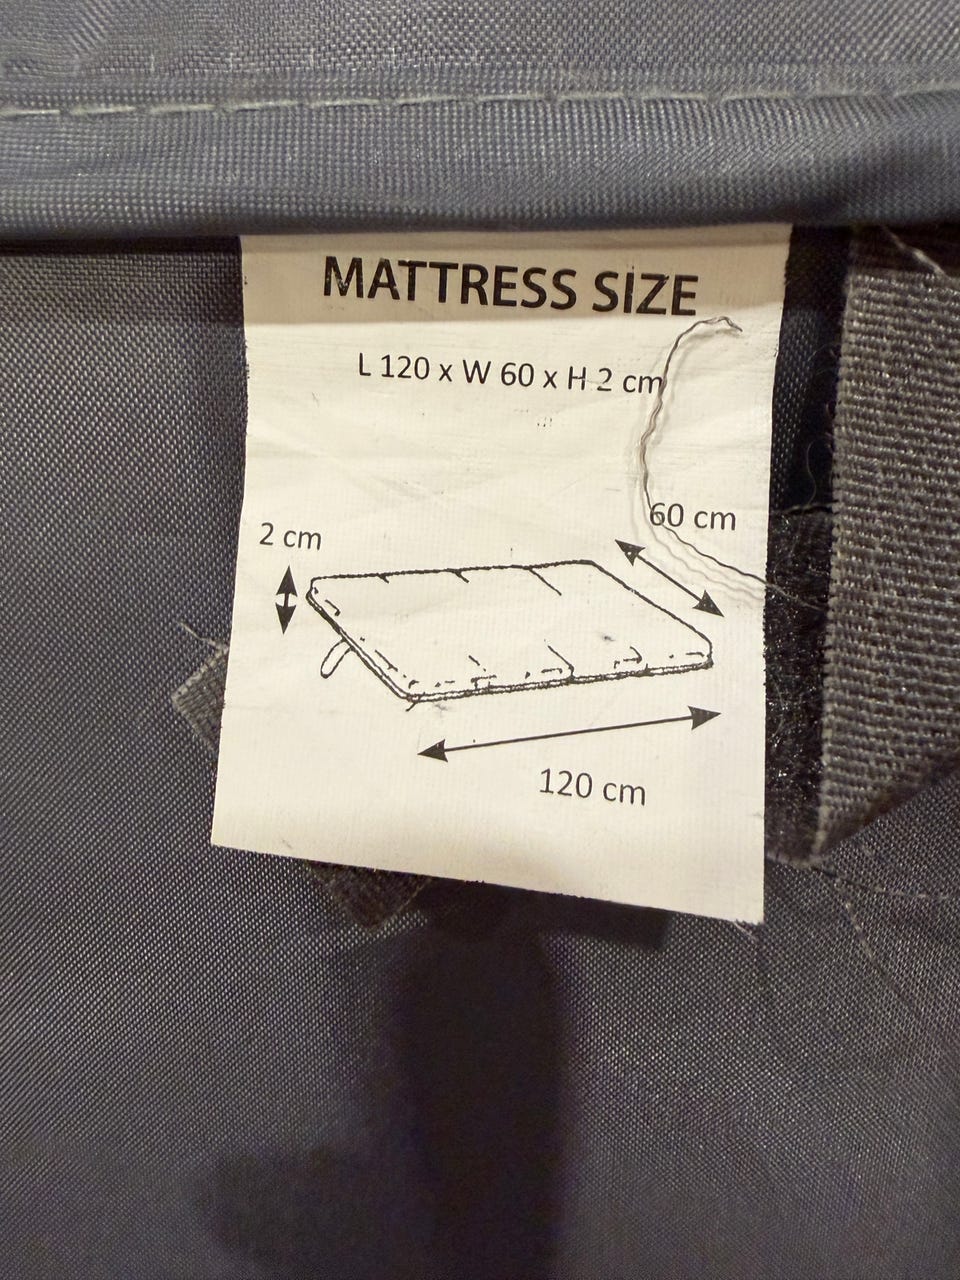 MATTRESS SIZE
L 120 x W 60 x H 2 cm
60 cm
2 cm
120 cm